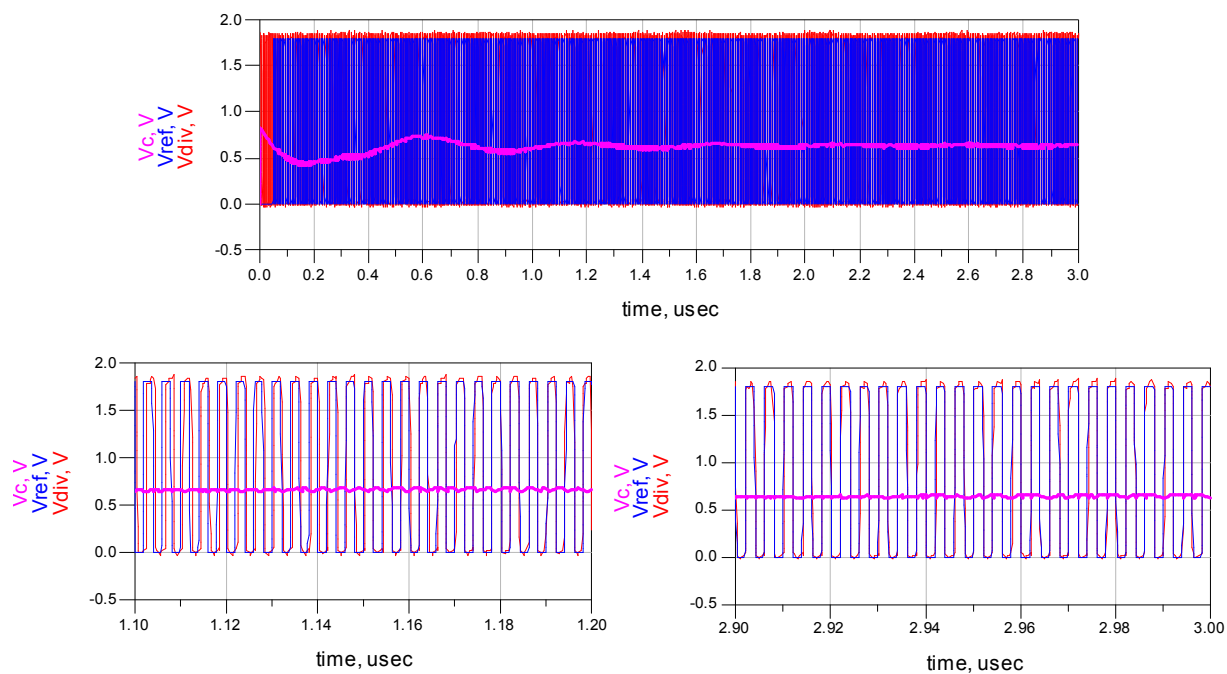 Vc, V
Vref, V
Vdiv, V
2.0
1.5
1.0
0.5
0.0
-0.5
0.0 0.2 0.4 0.6 0.8 1.0 1.2 1.4 1.6 1.8 2.0 2.2 2.4 2.6 2.8 3.0
time, usec
Vc, V
Vref, V
Vdiv, V
2.0
1.5
1.0
0.5
0.0
-0.5
1.10 1.12 1.14 1.16 1.18 1.20
time, usec
Vc, V
Vref, V
Vdiv, V
2.0
1.5
1.0
0.5
0.0
-0.5
2.90 2.92 2.94 2.96 2.98 3.00
time, usec